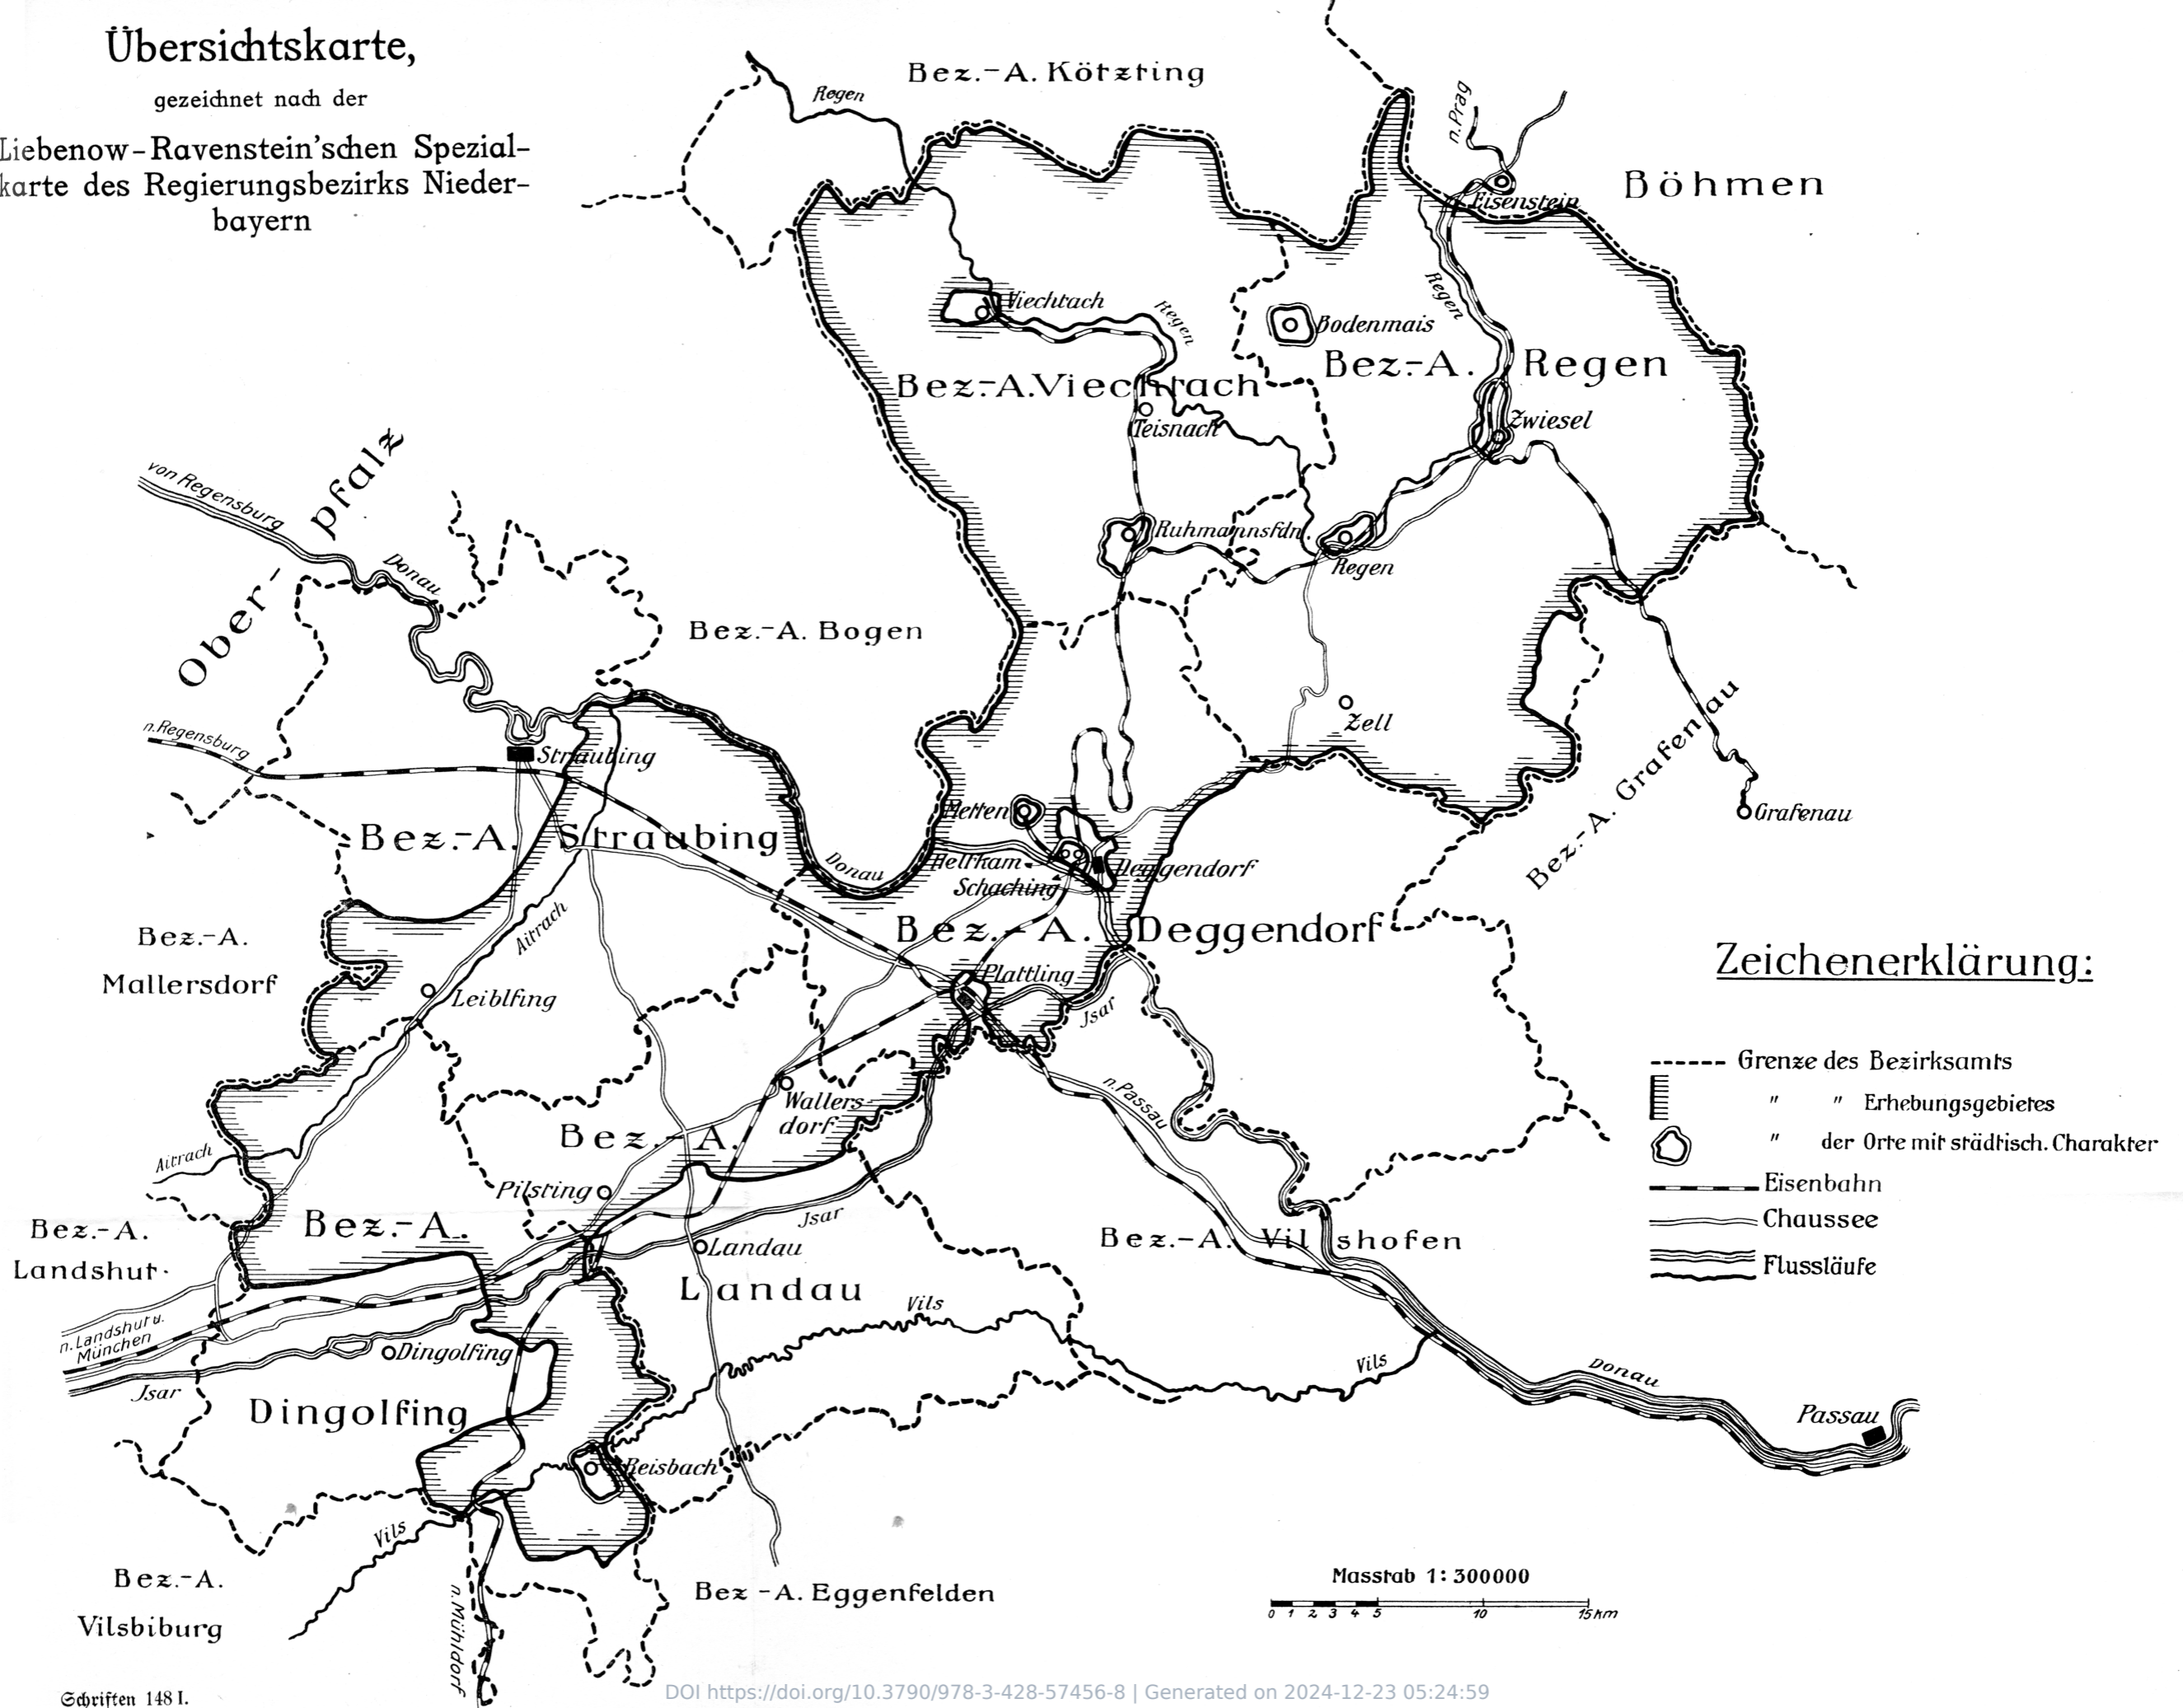 Übersichtskarte,
gezeichnet nach der
Liebenow-Ravenstein'schen Spezial-
karte des Regierungsbezirks Nieder-
bayern
Bez.-A. Kötzting
Regen
n. Prag
Böhmen
Eisenstein
Regen
Viechtach
Regen
Bodenmais
Bez.-A. Regen
Bez.-A. Viechtach
Teisnach
Zwiesel
Ober-pfalz
von Regensburg
Donau
Ruhmannsfdn.
Regen
Bez.-A. Bogen
Zell
n. Regensburg
Straubing
Bez.-A. Grafenau
Grafenau
Metten
Bez.-A. Straubing
Donau
Deggendorf
Schaching
Bez.-A. Deggendorf
Aitrach
Bez.-A.
Mallersdorf
Plattling
Zeichenerklärung:
Leiblfing
Jsar
Grenze des Bezirksamts
" " Erhebungsgebietes
" der Orte mit städtisch. Charakter
Eisenbahn
Chaussee
Flussläufe
n. Passau
Wallers-
dorf
Bez.-A.
Aitrach
Pilsting
Jsar
Bez.-A.
Landshut
Bez.-A.
Landau
Bez.-A. Vilshofen
Landau
Vils
n. Landshut u.
München
Dingolfing
Jsar
Vils
Donau
Dingolfing
Passau
Reisbach
Vils
Bez.-A.
Vilsbiburg
n. Mühldorf
Bez-A. Eggenfelden
Masstab 1:300000
0 1 2 3 4 5 10 15 km
Schriften 148 I.
DOI https://doi.org/10.3790/978-3-428-57456-8 | Generated on 2024-12-23 05:24:59